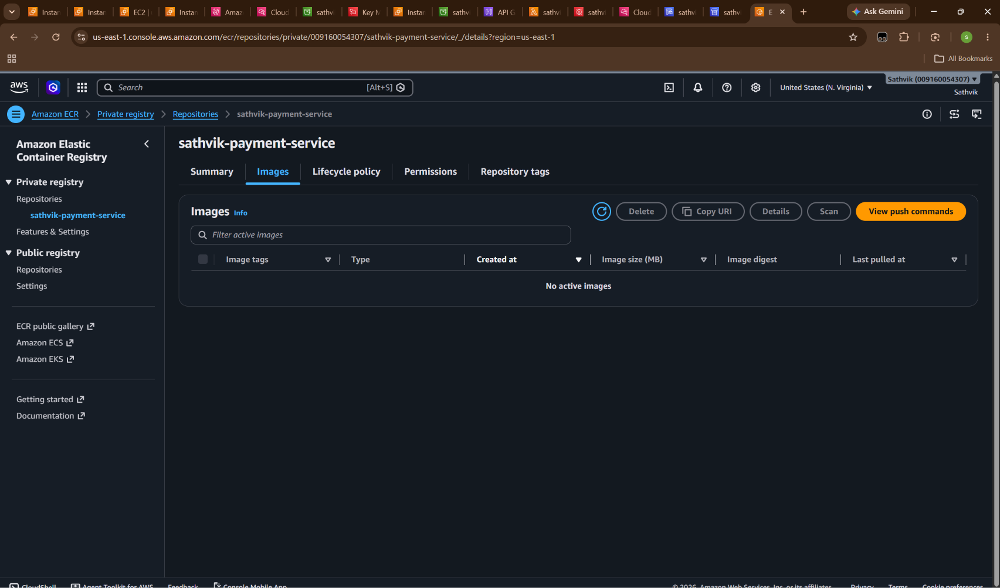 Instan
Instan
EC2 |
Instan
Amaz
Cloud
sathvi
Key M
Instan
sathvi
API G
sathvi
sathvi
Cloud
sathvi
sathvi
E
Ask Gemini
us-east-1.console.aws.amazon.com/ecr/repositories/private/009160054307/sathvik-payment-service/_/details?region=us-east-1
s
All Bookmarks
aws
Search
[Alt+S]
United States (N. Virginia)
Sathvik (009160054307)
Sathvik
Amazon ECR
Private registry
Repositories
sathvik-payment-service
Amazon Elastic
Container Registry
Private registry
Repositories
sathvik-payment-service
Features & Settings
Public registry
Repositories
Settings
ECR public gallery
Amazon ECS
Amazon EKS
Getting started
Documentation
sathvik-payment-service
Summary
Images
Lifecycle policy
Permissions
Repository tags
Images Info
Delete
Copy URI
Details
Scan
View push commands
Filter active images
Image tags
Type
Created at
Image size (MB)
Image digest
Last pulled at
No active images
CloudShell
Agent Toolkit for AWS
Feedback
Console Mobile App
© 2026, Amazon Web Services, Inc. or its affiliates.
Privacy
Terms
Cookie preferences